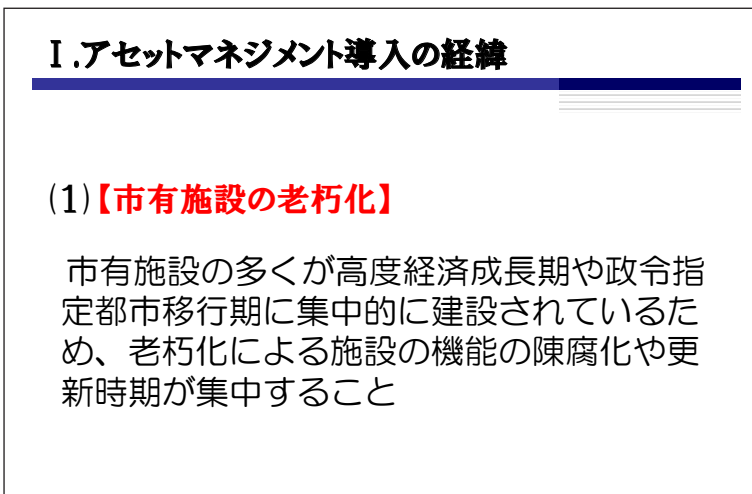 Ⅰ.アセットマネジメント導入の経緯
(1)【市有施設の老朽化】
市有施設の多くが高度経済成長期や政令指
定都市移行期に集中的に建設されているた
め、老朽化による施設の機能の陳腐化や更
新時期が集中すること